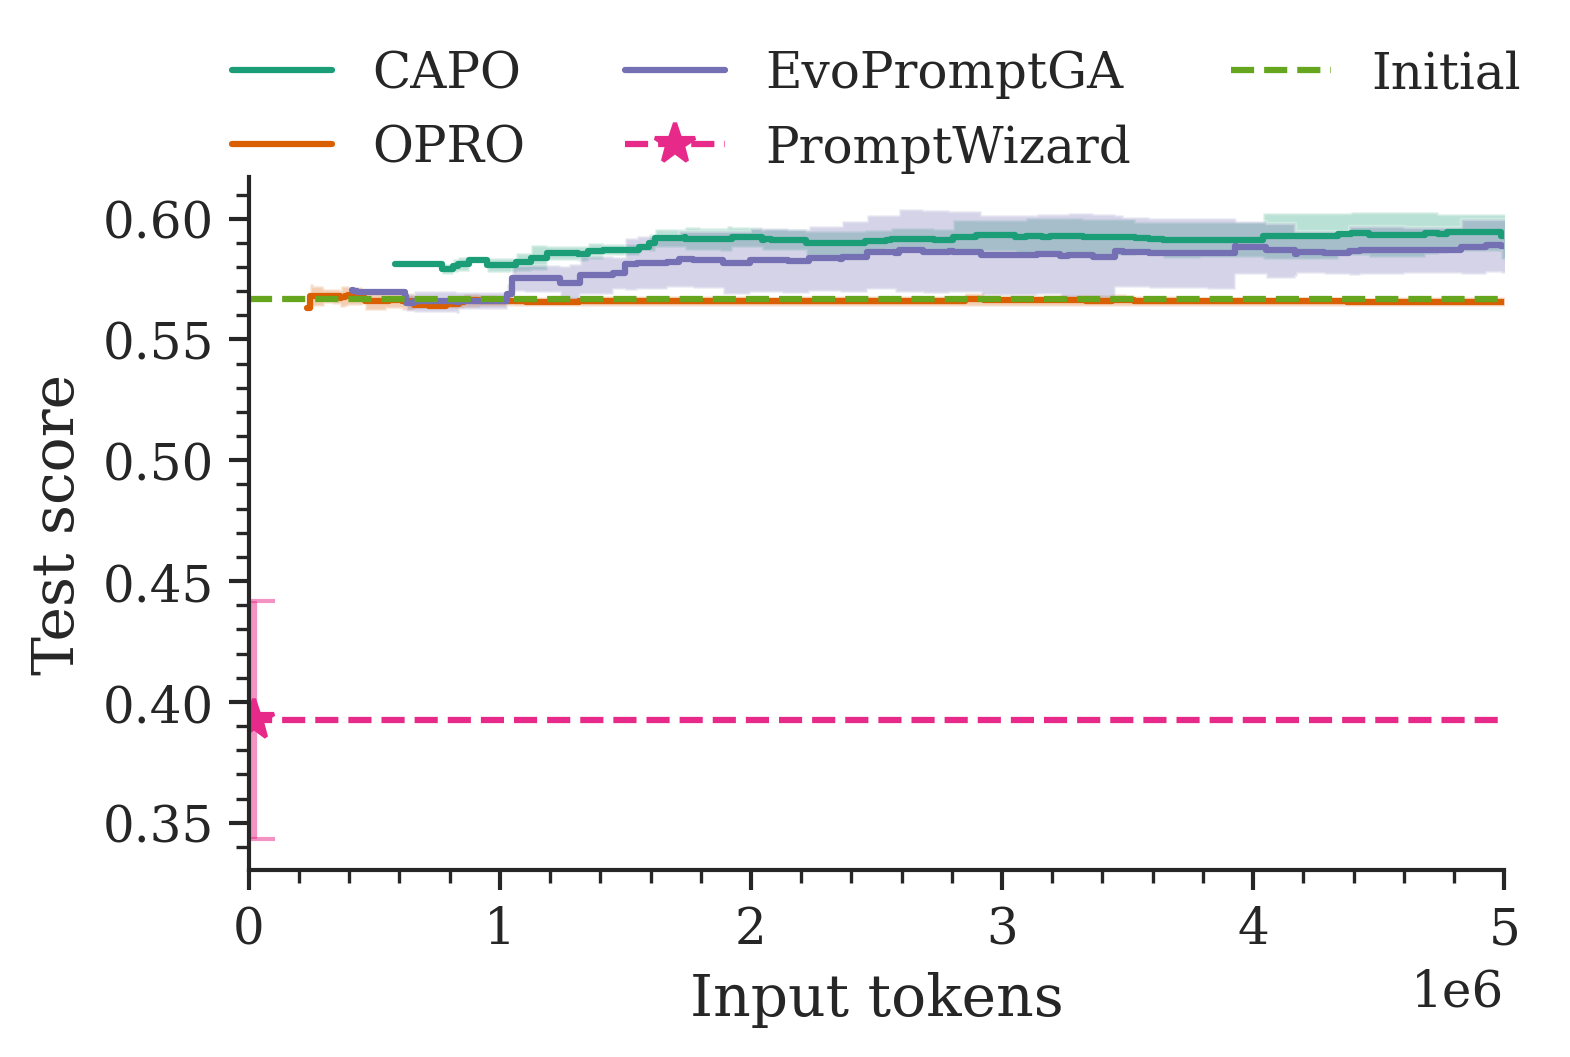 CAPO EvoPromptGA Initial
OPRO PromptWizard
0.60
0.55
0.50
0.45
0.40
0.35
Test score
0 1 2 3 4 5
1e6
Input tokens